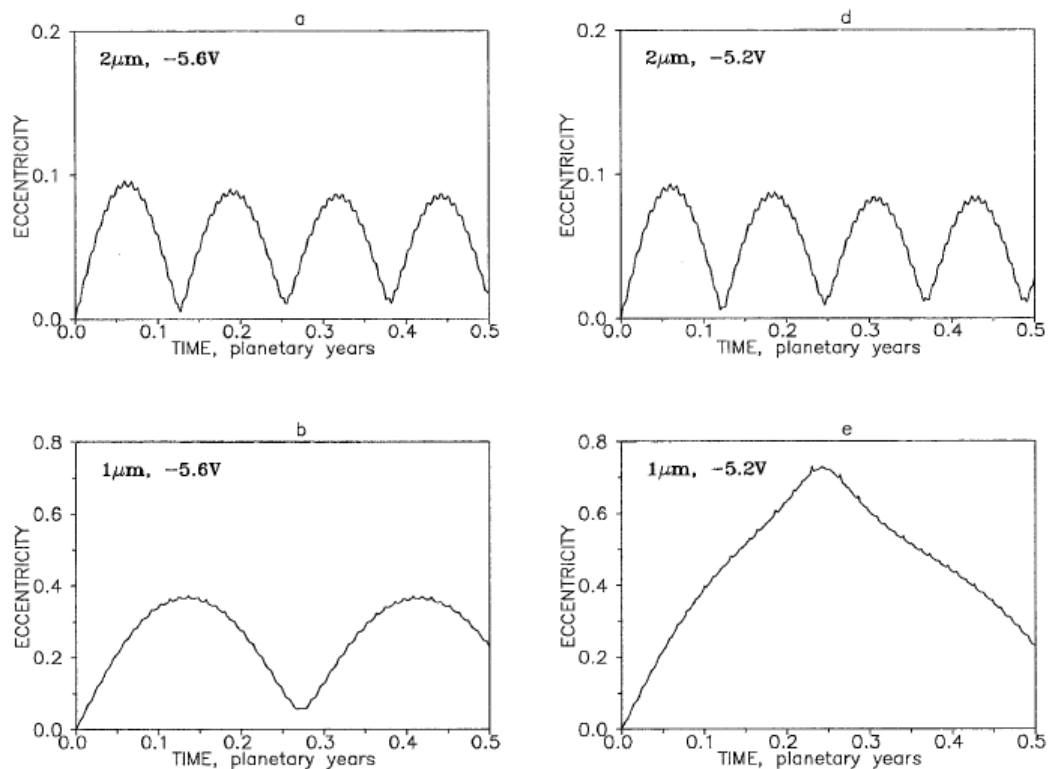 a
0.2
2μm, −5.6V
0.1
0.0
ECCENTRICITY
0.0 0.1 0.2 0.3 0.4 0.5
TIME, planetary years
d
0.2
2μm, −5.2V
0.1
0.0
ECCENTRICITY
0.0 0.1 0.2 0.3 0.4 0.5
TIME, planetary years
b
0.8
1μm, −5.6V
0.6
0.4
0.2
0.0
ECCENTRICITY
0.0 0.1 0.2 0.3 0.4 0.5
TIME, planetary years
e
0.8
1μm, −5.2V
0.6
0.4
0.2
0.0
ECCENTRICITY
0.0 0.1 0.2 0.3 0.4 0.5
TIME, planetary years